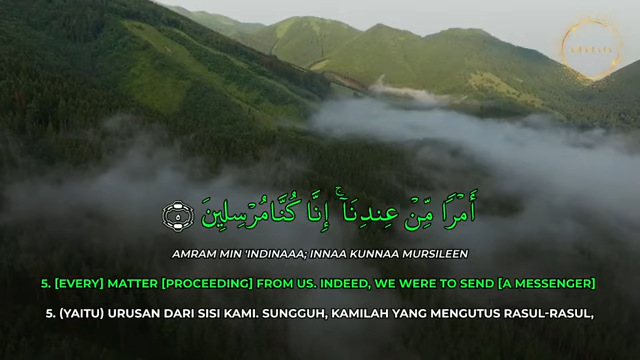 أَمْرًا مِّنْ عِندِنَآ ۚ إِنَّا كُنَّا مُرْسِلِينَ ۝٥
AMRAM MIN 'INDINAAA; INNAA KUNNAA MURSILEEN
5. [EVERY] MATTER [PROCEEDING] FROM US. INDEED, WE WERE TO SEND [A MESSENGER]
5. (YAITU) URUSAN DARI SISI KAMI. SUNGGUH, KAMILAH YANG MENGUTUS RASUL-RASUL,